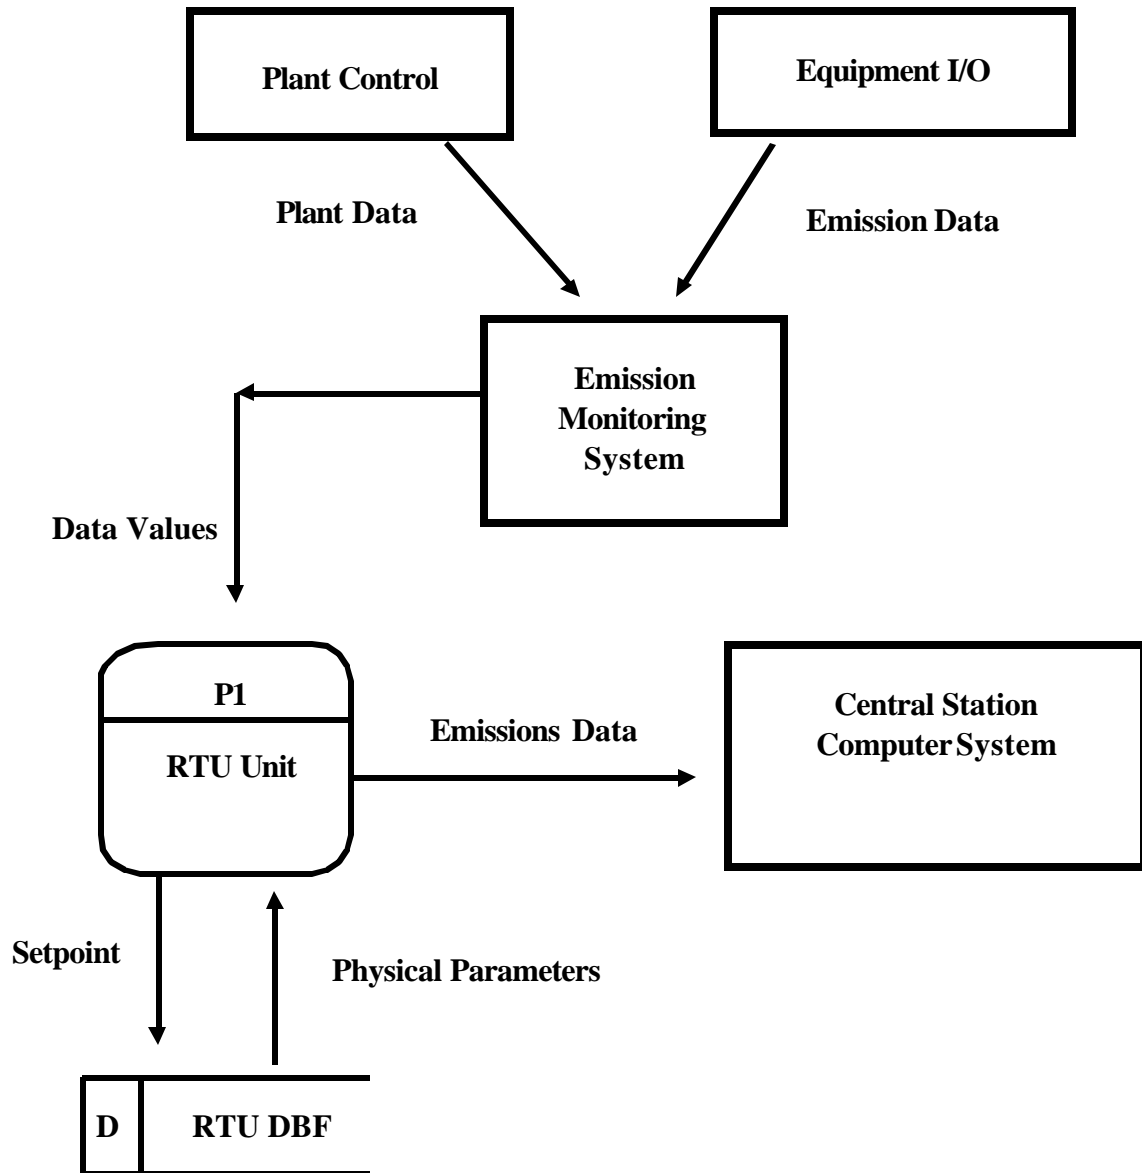 Plant Control
Equipment I/O
Plant Data
Emission Data
Emission
Monitoring
System
Data Values
P1
RTU Unit
Emissions Data
Central Station
Computer System
Setpoint
Physical Parameters
D
RTU DBF